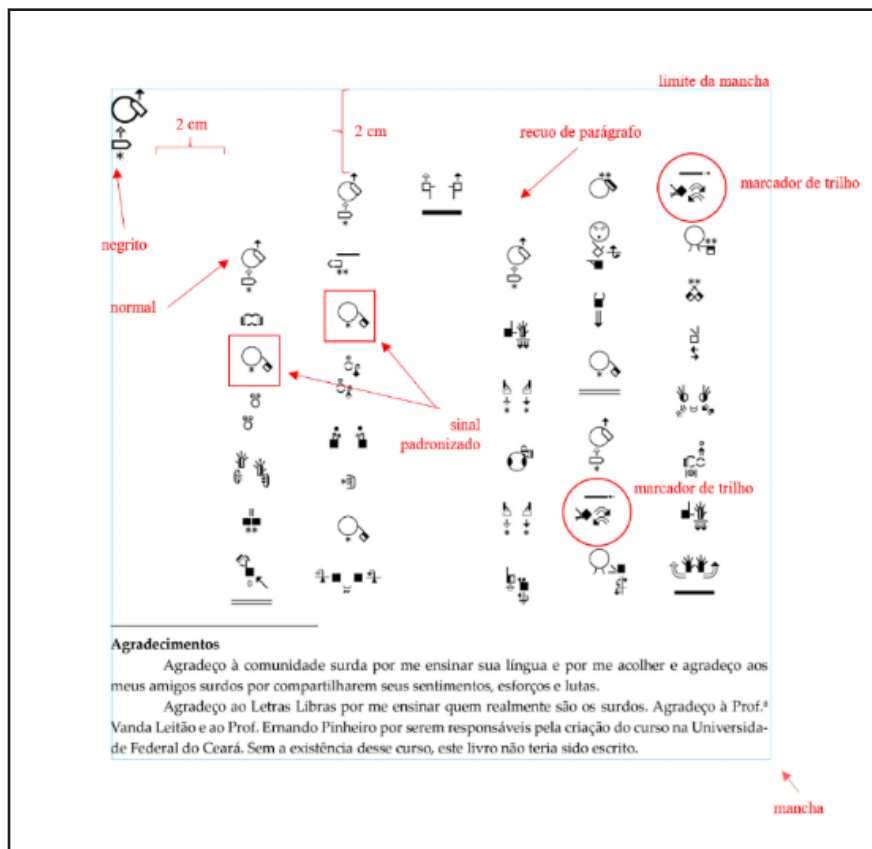 limite da mancha
2 cm
2 cm
recuo de parágrafo
marcador de trilho
negrito
normal
sinal
padronizado
marcador de trilho
Agradecimentos
Agradeço à comunidade surda por me ensinar sua língua e por me acolher e agradeço aos
meus amigos surdos por compartilharem seus sentimentos, esforços e lutas.
Agradeço ao Letras Libras por me ensinar quem realmente são os surdos. Agradeço à Prof.ª
Vanda Leitão e ao Prof. Ernando Pinheiro por serem responsáveis pela criação do curso na Universida-
de Federal do Ceará. Sem a existência desse curso, este livro não teria sido escrito.
mancha